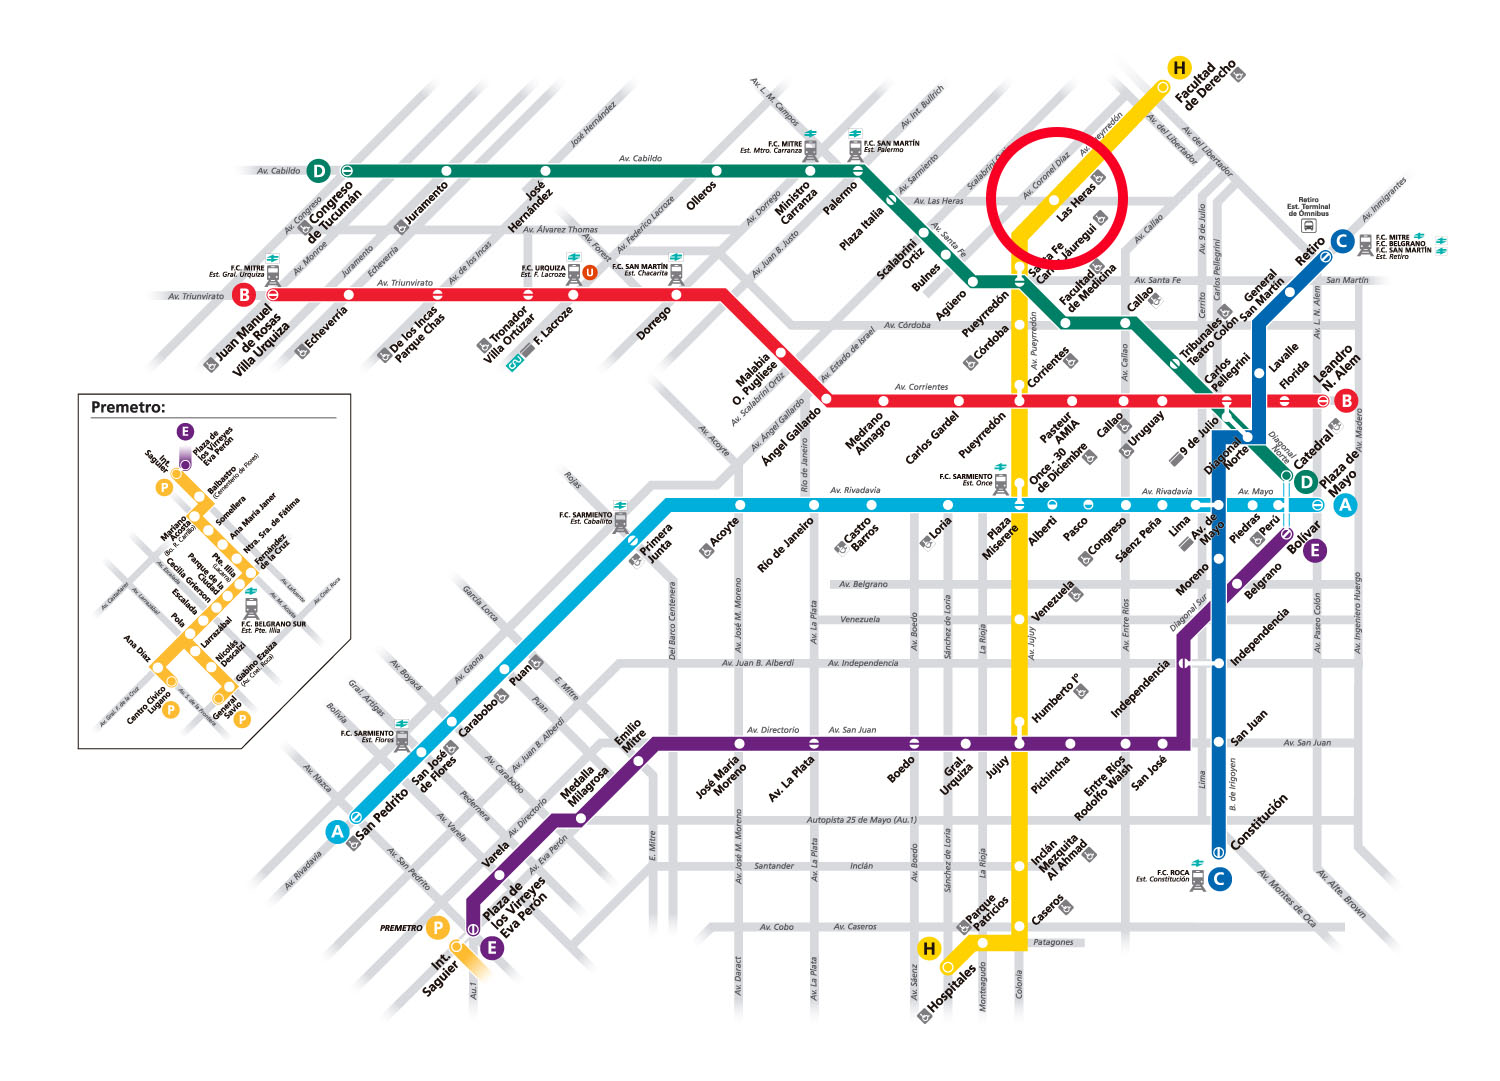 H
Facultad
de Derecho
Av. L. M. Campos
Av. Int. Bullrich
José Hernández
Av. del Libertador
Av. del Libertador
F.C. MITRE
Est. Mtro. Carranza
F.C. SAN MARTÍN
Est. Palermo
Av. Cabildo
D
Av. Cabildo
Av. Sarmiento
Av. Coronel Díaz
Las Heras
Av. Las Heras
Av. Congreso
Congreso
de Tucumán
Juramento
José
Hernández
Olleros
Ministro
Carranza
Palermo
Plaza Italia
Scalabrini
Ortiz
Bulnes
Agüero
Pueyrredón
Av. Santa Fe
Santa Fe
Carlos Jáuregui
Facultad
de Medicina
Callao
Tribunales
Teatro Colón
Av. Callao
Av. 9 de Julio
Carlos Pellegrini
Cerrito
Av. Santa Fe
San Martín
Retiro
Est. Terminal
de Ómnibus
Av. Inmigrantes
C
Retiro
F.C. MITRE
F.C. BELGRANO
F.C. SAN MARTÍN
Est. Retiro
General
San Martín
Av. L. N. Alem
Lavalle
Florida
Leandro
N. Alem
B
Av. Monroe
Juramento
Echeverría
Av. de los Incas
Av. Álvarez Thomas
Av. Forest
Av. Federico Lacroze
Av. Dorrego
Av. Juan B. Justo
F.C. MITRE
Est. Gral. Urquiza
F.C. URQUIZA
Est. F. Lacroze
U
F.C. SAN MARTÍN
Est. Chacarita
Av. Triunvirato
B
Av. Triunvirato
Juan Manuel
de Rosas
Villa Urquiza
Echeverría
De los Incas
Parque Chas
Tronador
Villa Ortúzar
F. Lacroze
Dorrego
Malabia
O. Pugliese
Ángel Gallardo
Av. Estado de Israel
Av. Scalabrini Ortiz
Av. Ángel Gallardo
Av. Acoyte
Av. Córdoba
Córdoba
Av. Pueyrredón
Corrientes
Av. Callao
Carlos
Pellegrini
Av. Corrientes
Medrano
Almagro
Carlos Gardel
Pueyrredón
Pasteur
AMIA
Callao
Uruguay
9 de Julio
Diagonal
Norte
Diagonal
Norte
Catedral
D
Av. Madero
Plaza de
Mayo
A
Once - 30
de Diciembre
F.C. SARMIENTO
Est. Once
Rojas
Río de Janeiro
F.C. SARMIENTO
Est. Caballito
Av. Rivadavia
Av. Rivadavia
Av. Mayo
Primera
Junta
Acoyte
Río de Janeiro
Castro
Barros
Loria
Plaza
Miserere
Alberti
Pasco
Congreso
Sáenz Peña
Lima
Av. de
Mayo
Piedras
Perú
Bolívar
E
Moreno
Belgrano
Av. Belgrano
Venezuela
Venezuela
Diagonal Sur
Independencia
Independencia
Av. Juan B. Alberdi
Av. Independencia
García Lorca
Del Barco Centenera
Av. José M. Moreno
Av. La Plata
Av. Boedo
Sánchez de Loria
La Rioja
Av. Jujuy
Av. Entre Ríos
Av. Paseo Colón
Av. Ingeniero Huergo
Av. Gaona
Av. Boyaca
Gral. Artigas
Bolivia
Av. Nazca
Puan
E. Mitre
Puan
Av. Juan B. Alberdi
Av. Carabobo
Carabobo
F.C. SARMIENTO
Est. Flores
San José
de Flores
San Pedrito
A
Av. Rivadavia
Av. San Pedrito
Av. Varela
Pedernera
Av. Directorio
Av. Eva Perón
Emilio
Mitre
Medalla
Milagrosa
Varela
Plaza de
los Virreyes
Eva Perón
E
PREMETRO
P
Int.
Saguier
Au.1
Av. Directorio
Av. San Juan
José María
Moreno
Av. La Plata
Boedo
Gral.
Urquiza
Jujuy
Humberto Iº
Pichincha
Entre Ríos
Rodolfo Walsh
San José
San Juan
Av. San Juan
Lima
B. de Irigoyen
Constitución
C
F.C. ROCA
Est. Constitución
Autopista 25 de Mayo (Au.1)
E. Mitre
Av. José M. Moreno
Av. La Plata
Av. Boedo
Sánchez de Loria
La Rioja
Santander
Inclán
Inclán
Mezquita
Al Ahmad
Caseros
Parque
Patricios
Av. Cobo
Av. Caseros
Patagones
H
Hospitales
Av. Daract
Av. La Plata
Av. Sáenz
Monteagudo
Colonia
Av. Montes de Oca
Av. Alte. Brown
Premetro:
E
Plaza de
los Virreyes
Eva Perón
Int.
Saguier
P
Balbastro
(Cementerio de Flores)
Mariano
Acosta
(Bo. R. Carrillo)
Somellera
Ana María Janer
Ntra. Sra. de Fátima
Fernández
de la Cruz
Pte. Illia
(Lacarra)
Parque de la
Ciudad
Cecilia Grierson
Escalada
Pola
F.C. BELGRANO SUR
Est. Pte. Illia
Larrazábal
Nicolás
Descalzi
Gabino Ezeiza
(Av. Cnel. Roca)
Ana Díaz
Centro Cívico
Lugano
P
General
Savio
P
Av. Escalada
Av. Larrazábal
Av. Castañares
Av. Lafuente
Av. M. Acosta
Av. Cnel. Roca
Av. Gral. F. de la Cruz
Av. S. de la Frontera